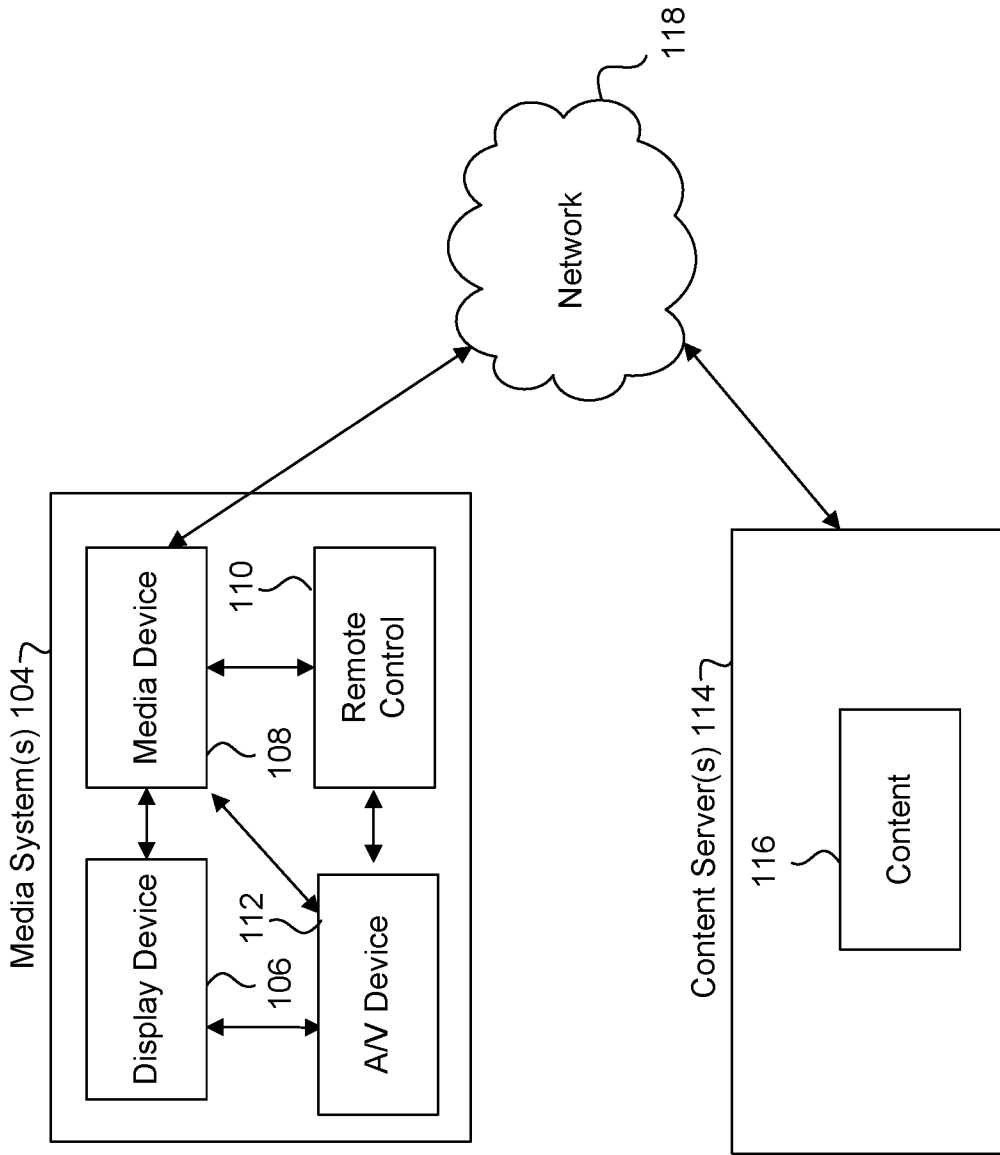 Media System(s) 104
Display Device
106
Media Device
108
112
A/V Device
110
Remote
Control
Network
118
Content Server(s) 114
116
Content